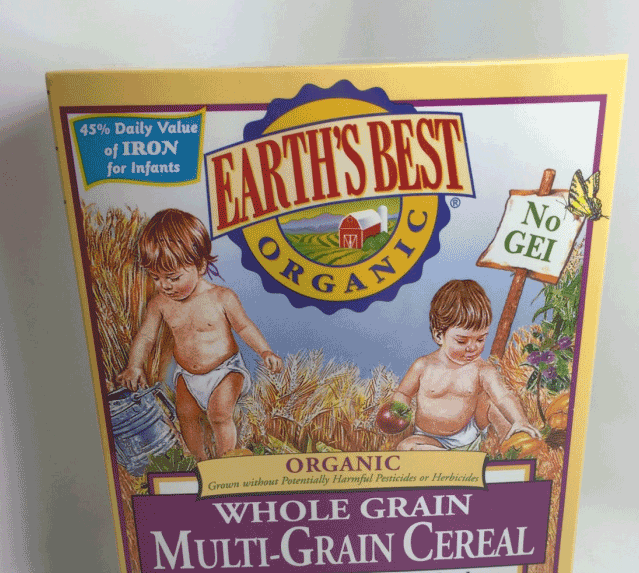 45% Daily Value
of IRON
for Infants
EARTH'S BEST
®
ORGANIC
No
GEI
ORGANIC
Grown without Potentially Harmful Pesticides or Herbicides
WHOLE GRAIN
MULTI-GRAIN CEREAL